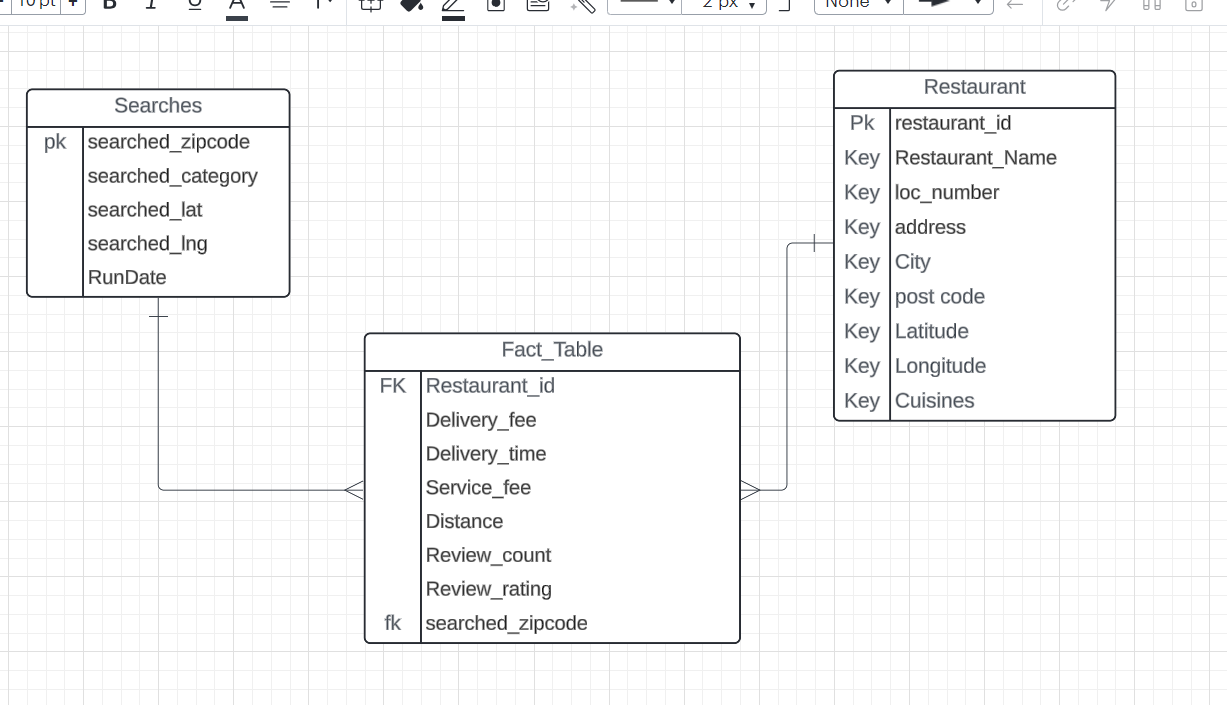 10 pt + B I U A T 2 px None
Searches
pk searched_zipcode
searched_category
searched_lat
searched_lng
RunDate
Restaurant
Pk restaurant_id
Key Restaurant_Name
Key loc_number
Key address
Key City
Key post code
Key Latitude
Key Longitude
Key Cuisines
Fact_Table
FK Restaurant_id
Delivery_fee
Delivery_time
Service_fee
Distance
Review_count
Review_rating
fk searched_zipcode